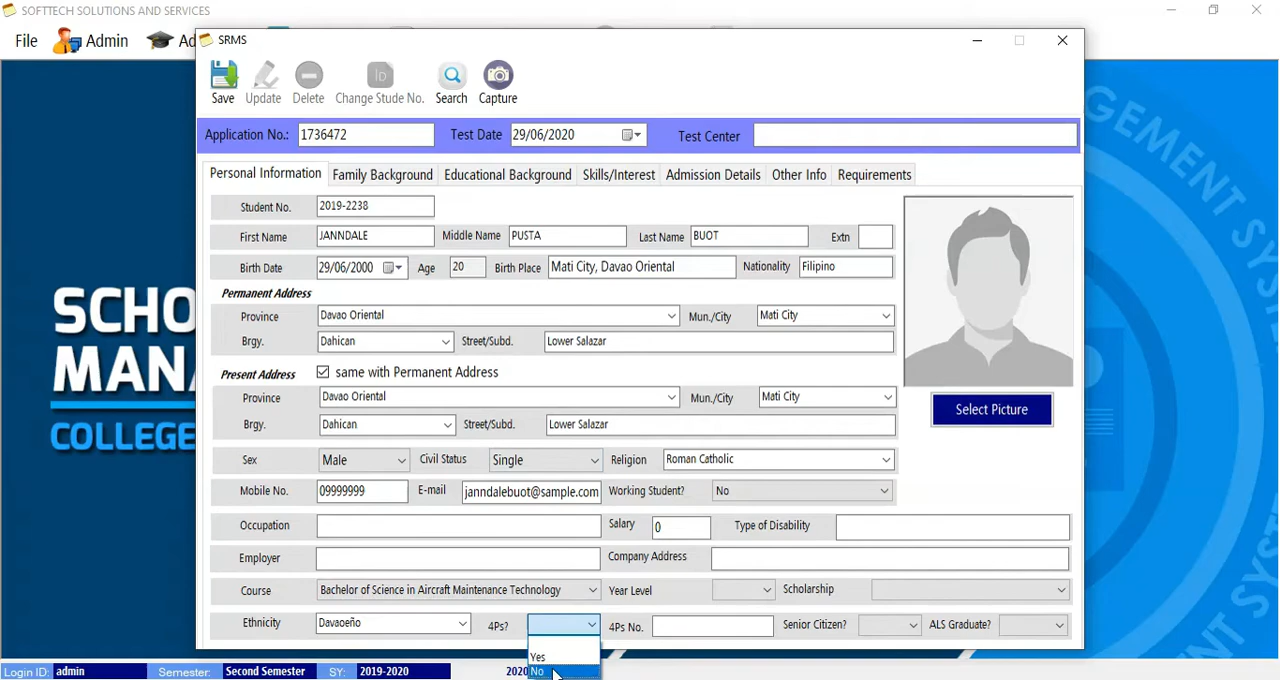 SOFTTECH SOLUTIONS AND SERVICES
File Admin Ad
SRMS
Save Update Delete Change Stude No. Search Capture
Application No.: 1736472 Test Date 29/06/2020 Test Center
Personal Information Family Background Educational Background Skills/Interest Admission Details Other Info Requirements
Student No. 2019-2238
First Name JANNDALE Middle Name PUSTA Last Name BUOT Extn
Birth Date 29/06/2000 Age 20 Birth Place Mati City, Davao Oriental Nationality Filipino
Permanent Address
Province Davao Oriental Mun./City Mati City
Brgy. Dahican Street/Subd. Lower Salazar
Present Address same with Permanent Address
Province Davao Oriental Mun./City Mati City
Brgy. Dahican Street/Subd. Lower Salazar
Select Picture
Sex Male Civil Status Single Religion Roman Catholic
Mobile No. 09999999 E-mail janndalebuot@sample.com Working Student? No
Occupation Salary 0 Type of Disability
Employer Company Address
Course Bachelor of Science in Aircraft Maintenance Technology Year Level Scholarship
Ethnicity Davaoeño 4Ps? 4Ps No. Senior Citizen? ALS Graduate?
Yes
No
SCHO
MANA
COLLEGE
GEMENT SYS
SYSTEM
Login ID: admin Semester: Second Semester SY: 2019-2020 2020